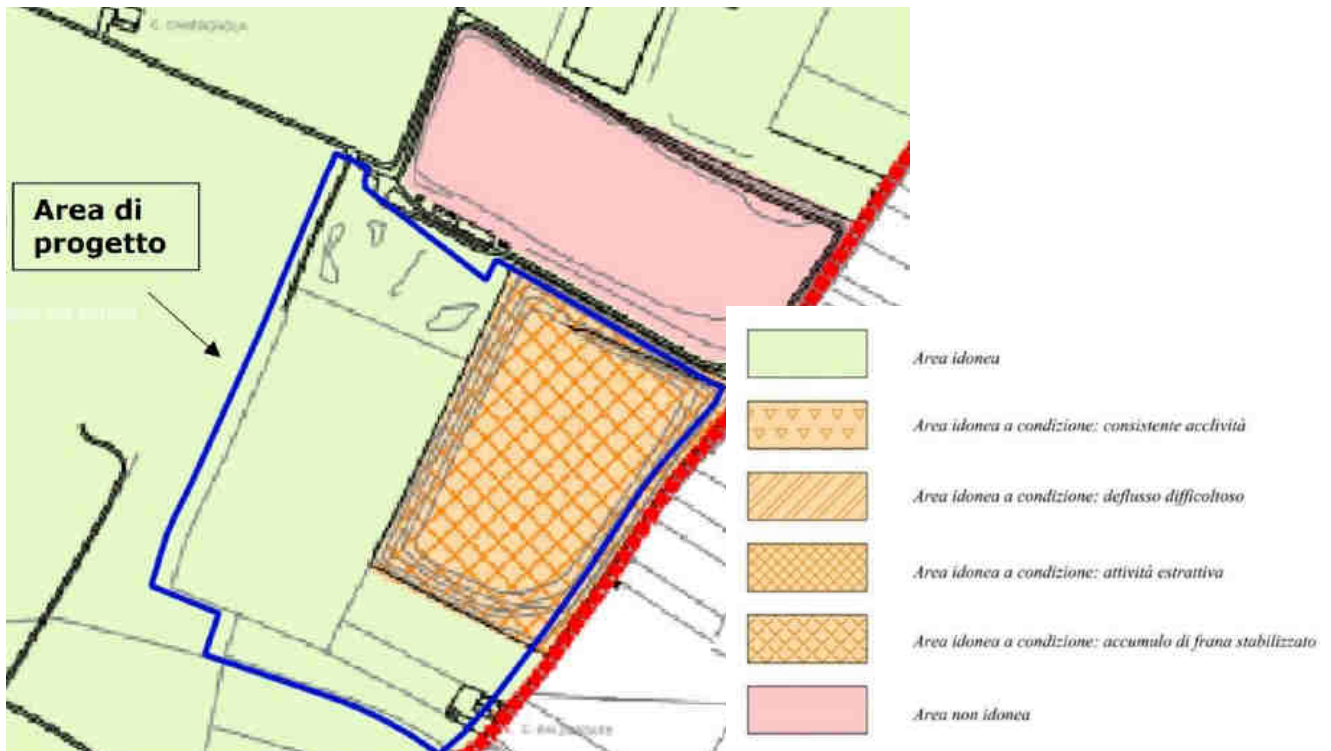 Area di
progetto
Area idonea
Area idonea a condizione: consistente acclività
Area idonea a condizione: deflusso difficoltoso
Area idonea a condizione: attività estrattiva
Area idonea a condizione: accumulo di frana stabilizzato
Area non idonea